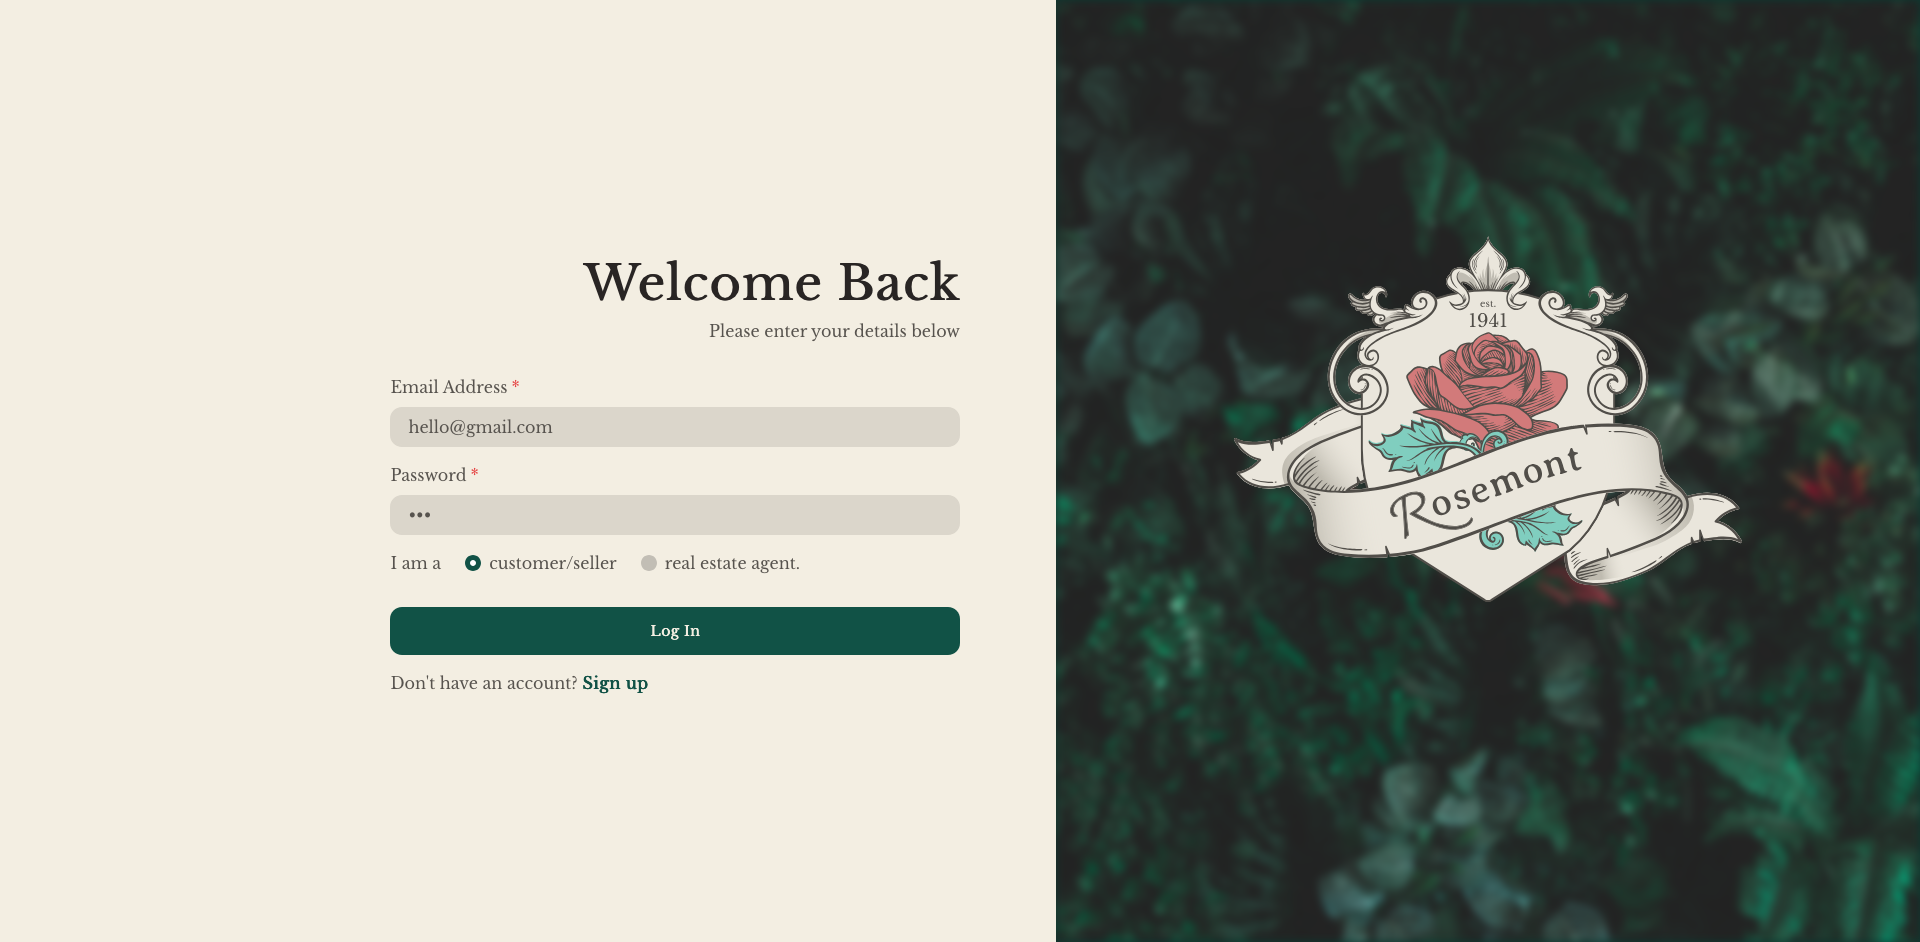 Welcome Back
Please enter your details below
Email Address *
hello@gmail.com
Password *
•••
I am a customer/seller real estate agent.
Log In
Don't have an account? Sign up
est.
1941
Rosemont